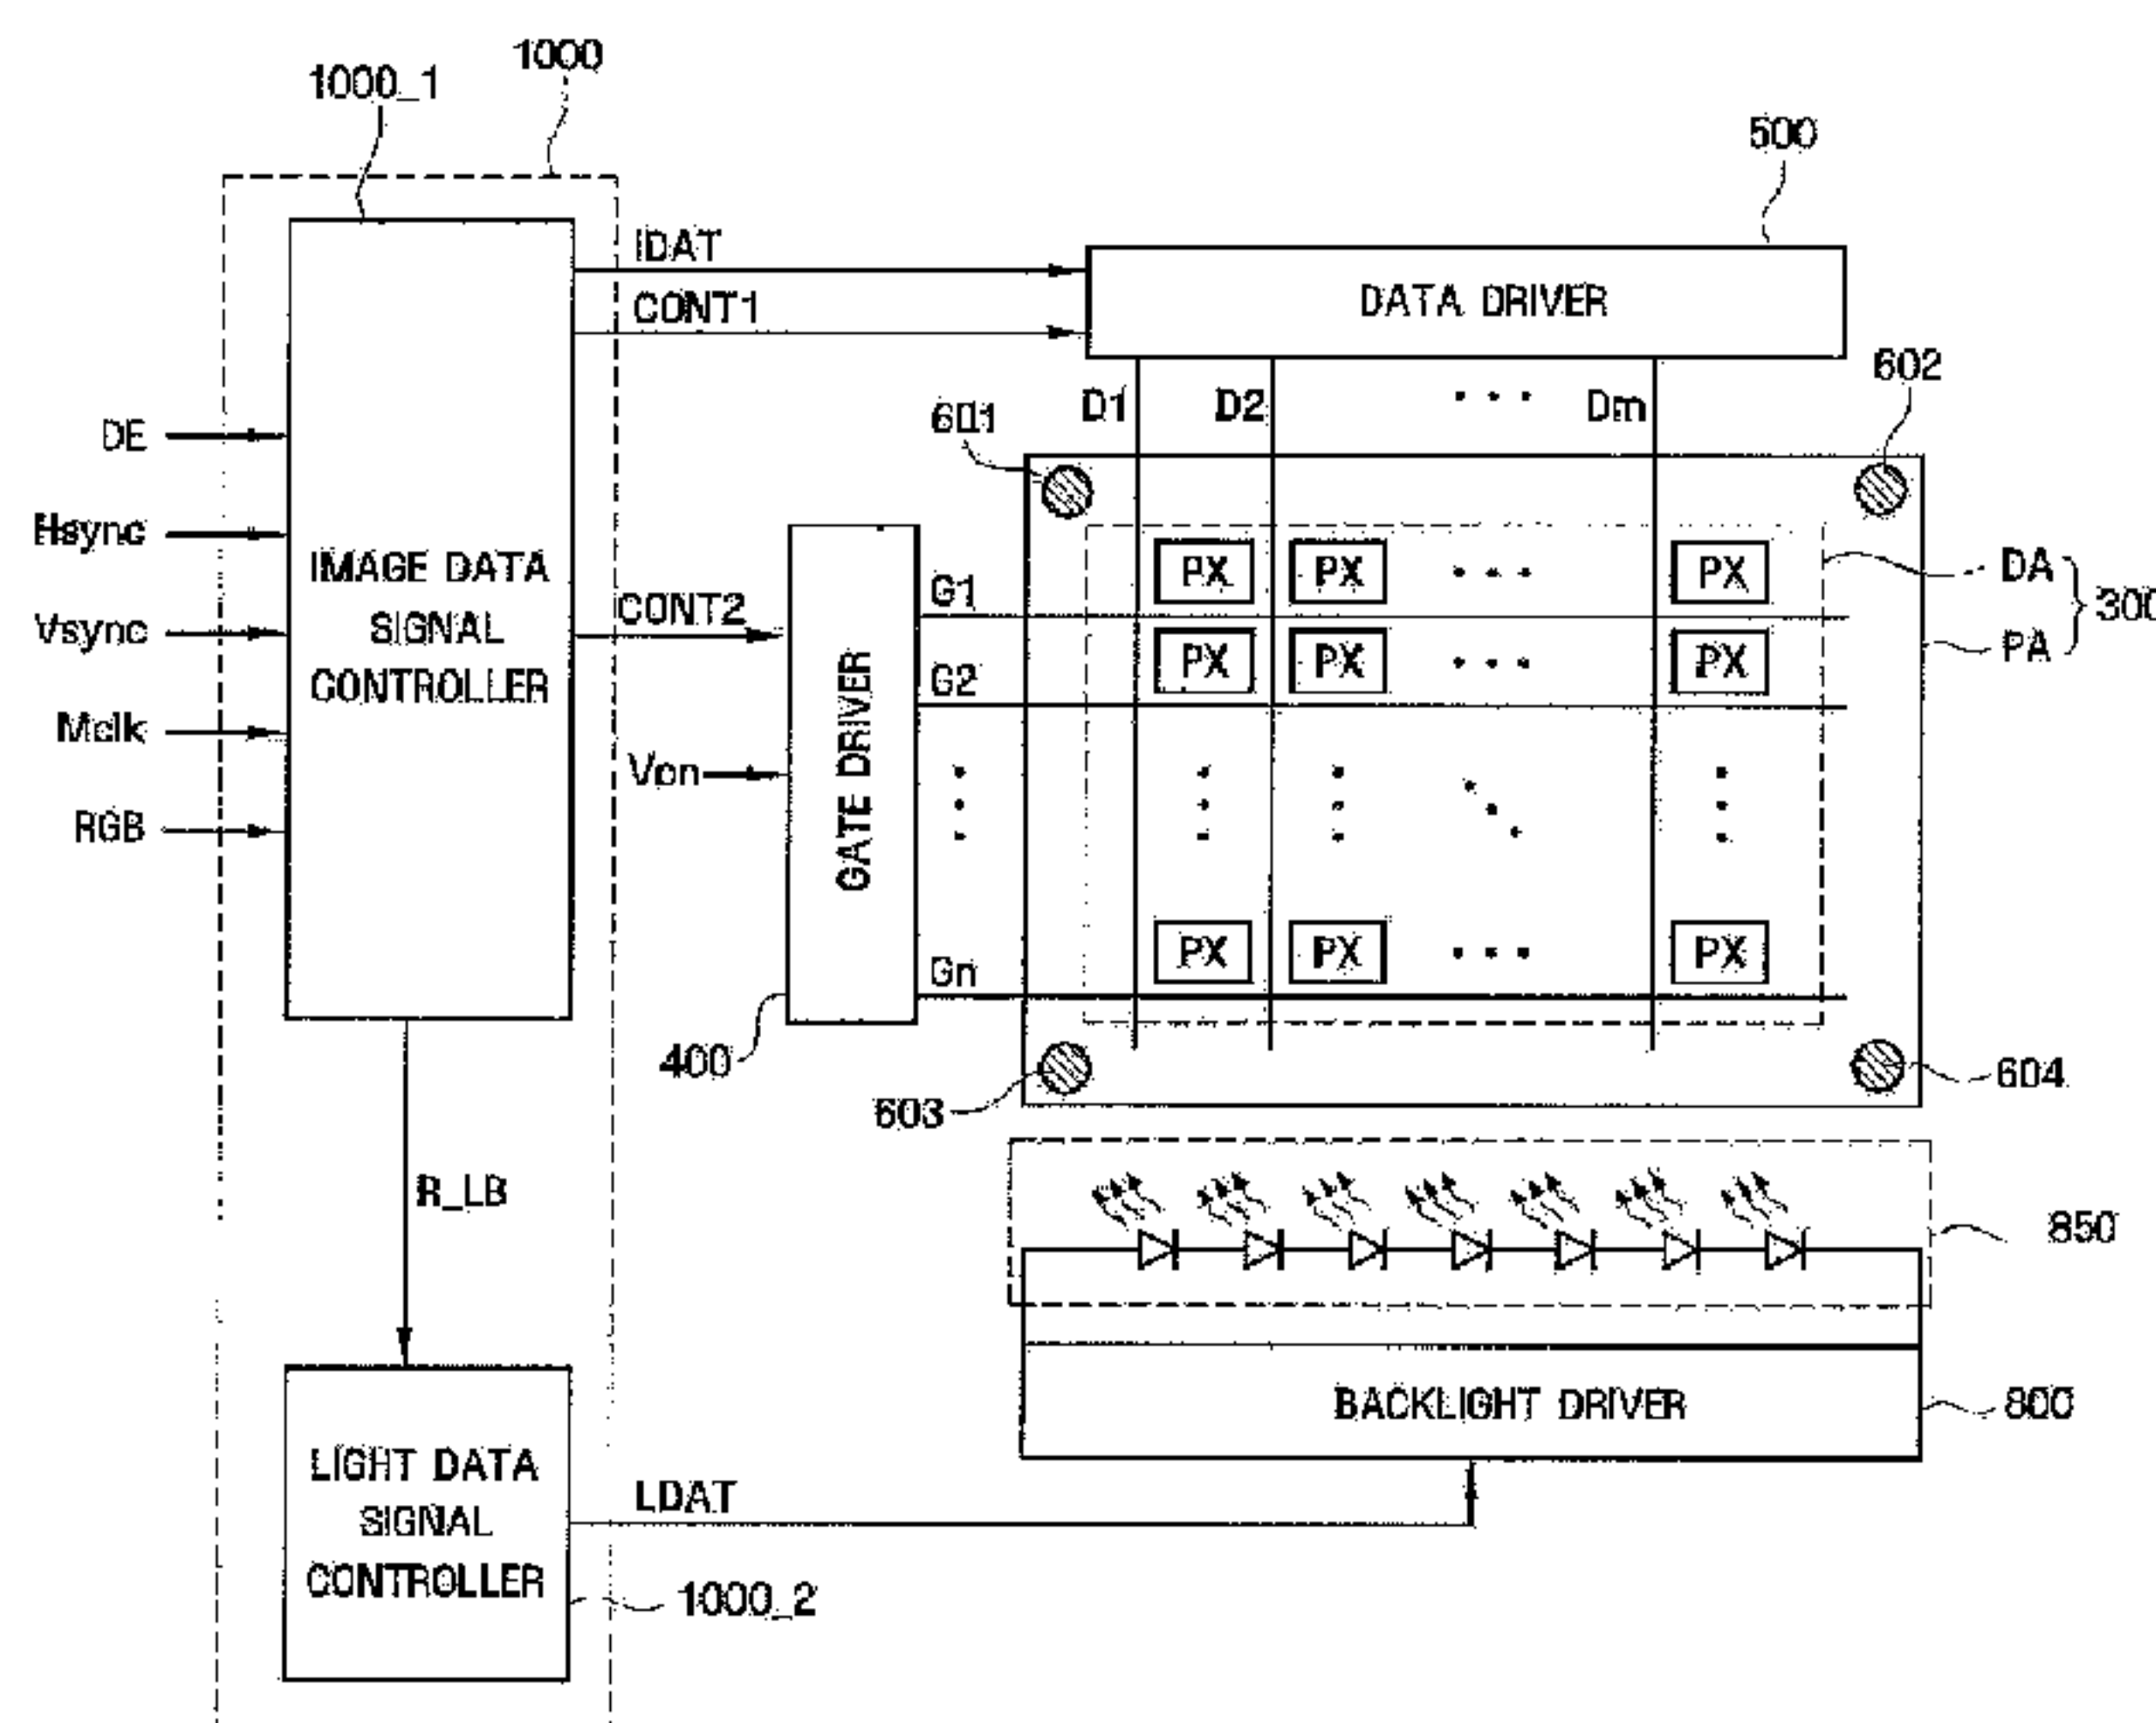 1000
1000_1
500
IDAT
CONT1
DATA DRIVER
602
601
D1 D2 Dm
DE
Hsync
Vsync
Mclk
RGB
IMAGE DATA
SIGNAL
CONTROLLER
CONT2
Von
GATE DRIVER
400
G1
G2
Gn
PX PX PX
PX PX PX
PX PX PX
DA
PA
300
603
604
R_LB
850
BACKLIGHT DRIVER
800
LIGHT DATA
SIGNAL
CONTROLLER
LDAT
1000_2